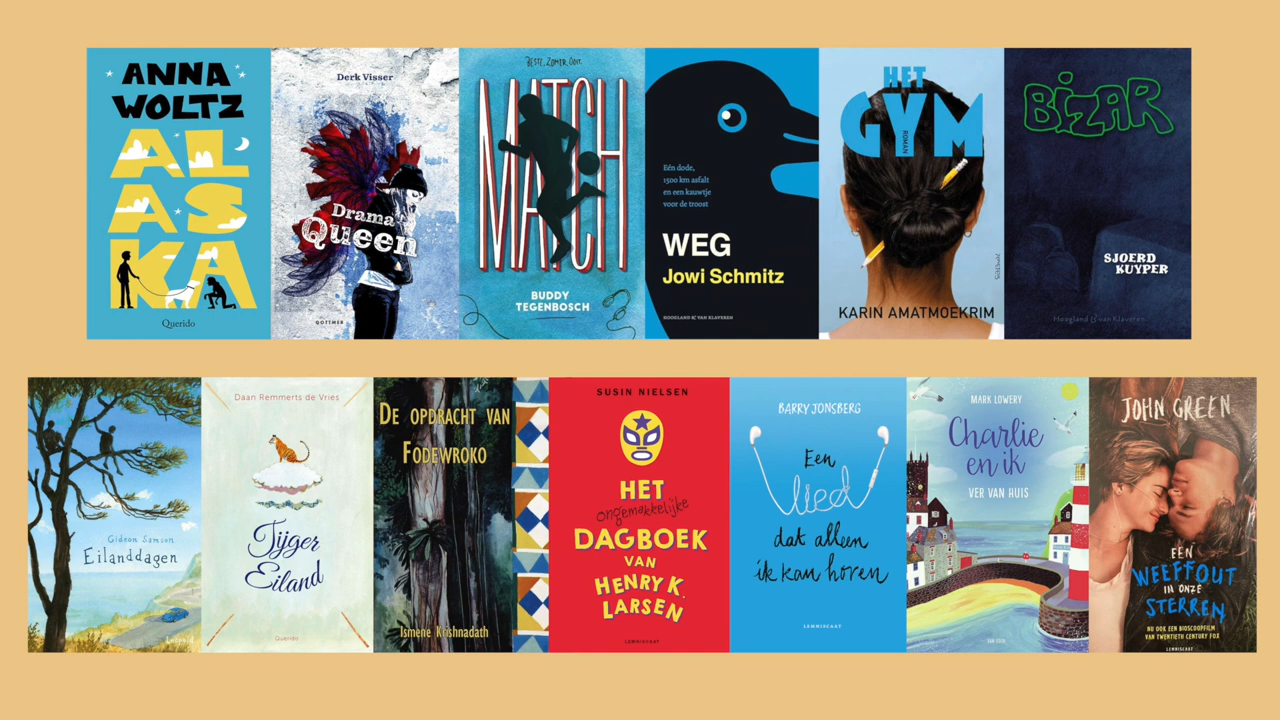 ANNA
WOLTZ
ALASKA
Querido
Derk Visser
Drama
Queen
GOTTMER
BESTE. ZOMER. OOIT.
MATCH
BUDDY
TEGENBOSCH
Eén dode,
1500 km asfalt
en een kauwtje
voor de troost
WEG
Jowi Schmitz
HOOGLAND & VAN KLAVEREN
HET
GYM
ROMAN
KARIN AMATMOEKRIM
BIZAR
SJOERD
KUYPER
Hoogland & van Klaveren
Gideon Samson
Eilanddagen
Leopold
Daan Remmerts de Vries
Tijger
Eiland
Querido
DE OPDRACHT VAN
FODEWROKO
Ismene Krishnadath
SUSIN NIELSEN
HET
ongemakkelijke
DAGBOEK
VAN
HENRY K.
LARSEN
LEMNISCAAT
BARRY JONSBERG
Een
lied
dat alleen
ik kan horen
LEMNISCAAT
MARK LOWERY
Charlie
en ik
VER VAN HUIS
VAN GOOR
JOHN GREEN
EEN
WEEFFOUT
IN ONZE
STERREN
NU OOK EEN BIOSCOOPFILM
VAN TWENTIETH CENTURY FOX
LEMNISCAAT